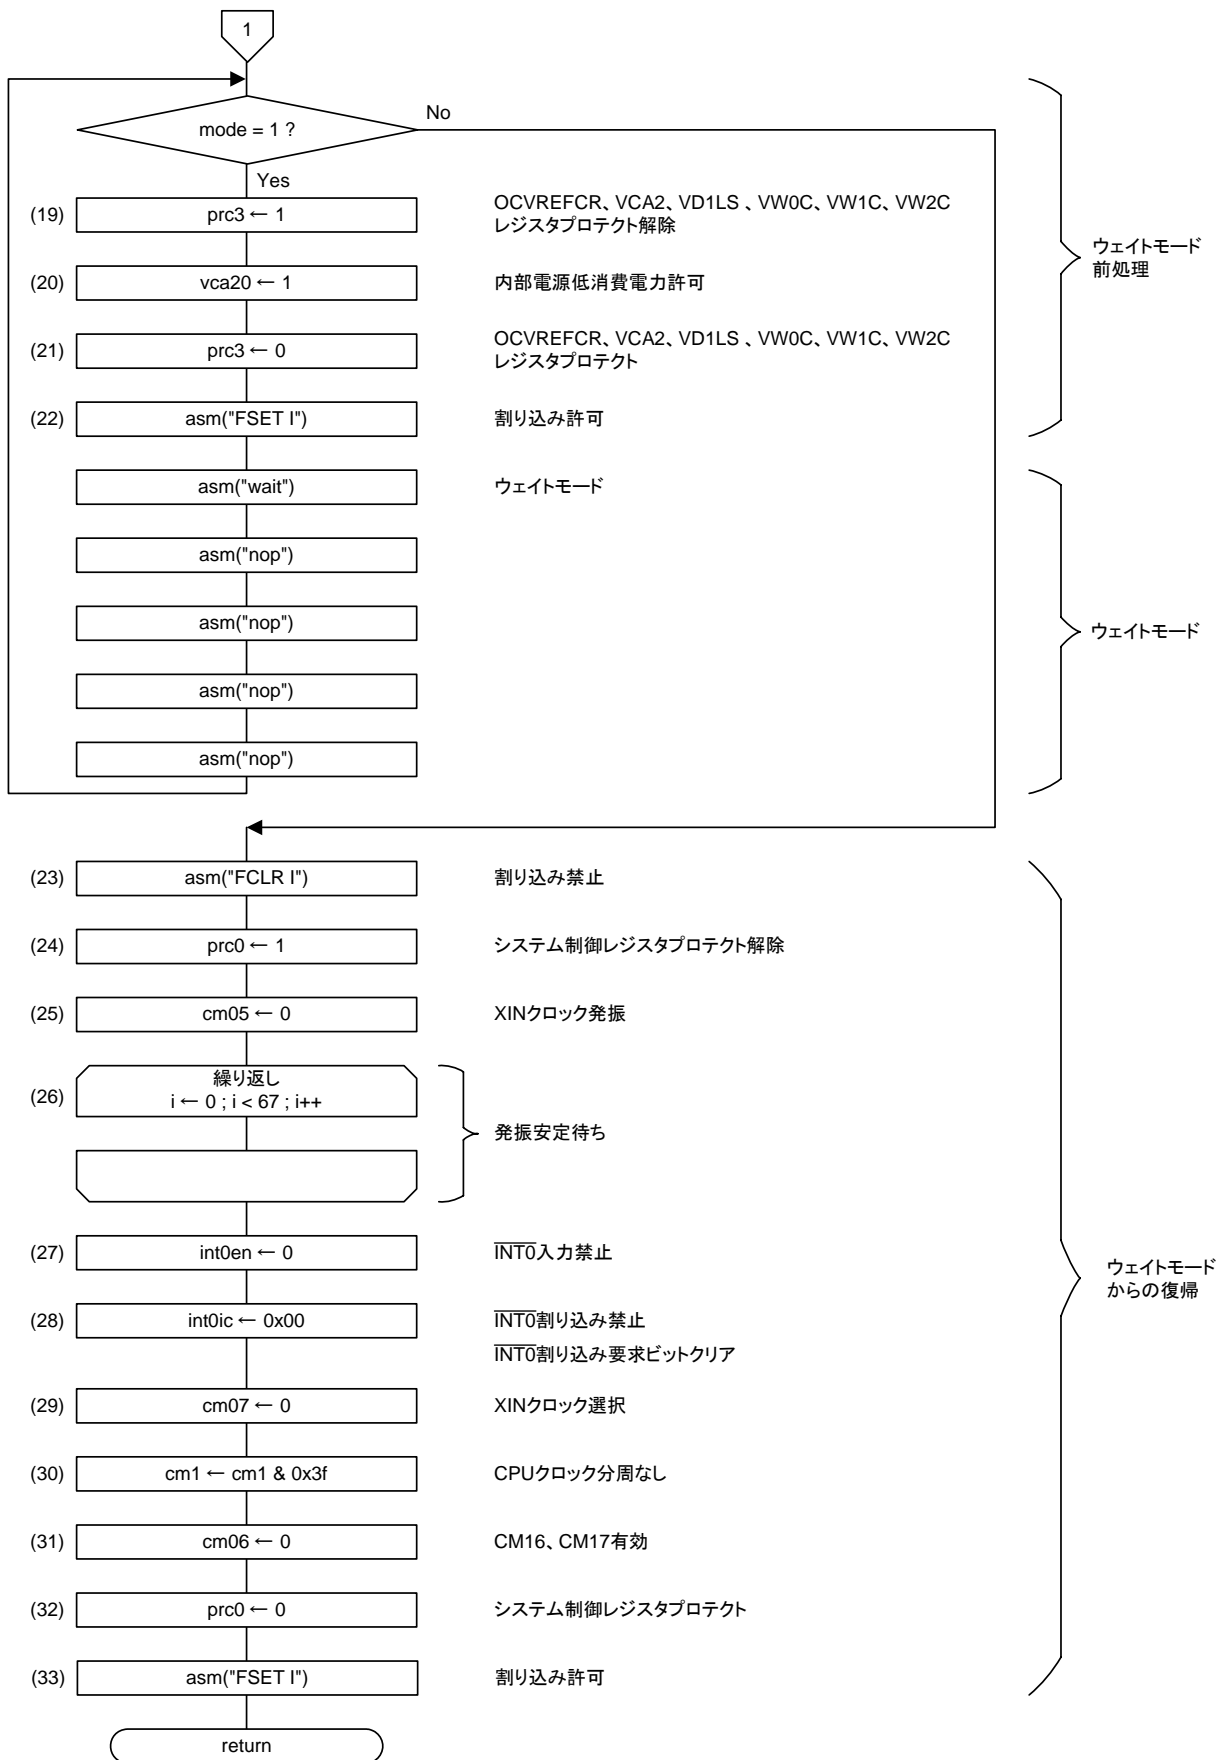 1
mode = 1 ?
No
Yes
(19)
prc3 ← 1
OCVREFCR、VCA2、VD1LS 、VW0C、VW1C、VW2C
レジスタプロテクト解除
(20)
vca20 ← 1
内部電源低消費電力許可
ウェイトモード
前処理
(21)
prc3 ← 0
OCVREFCR、VCA2、VD1LS 、VW0C、VW1C、VW2C
レジスタプロテクト
(22)
asm("FSET I")
割り込み許可
asm("wait")
ウェイトモード
asm("nop")
asm("nop")
ウェイトモード
asm("nop")
asm("nop")
(23)
asm("FCLR I")
割り込み禁止
(24)
prc0 ← 1
システム制御レジスタプロテクト解除
(25)
cm05 ← 0
XINクロック発振
(26)
繰り返し
i ← 0 ; i < 67 ; i++
発振安定待ち
(27)
int0en ← 0
INT0入力禁止
ウェイトモード
からの復帰
(28)
int0ic ← 0x00
INT0割り込み禁止
INT0割り込み要求ビットクリア
(29)
cm07 ← 0
XINクロック選択
(30)
cm1 ← cm1 & 0x3f
CPUクロック分周なし
(31)
cm06 ← 0
CM16、CM17有効
(32)
prc0 ← 0
システム制御レジスタプロテクト
(33)
asm("FSET I")
割り込み許可
return